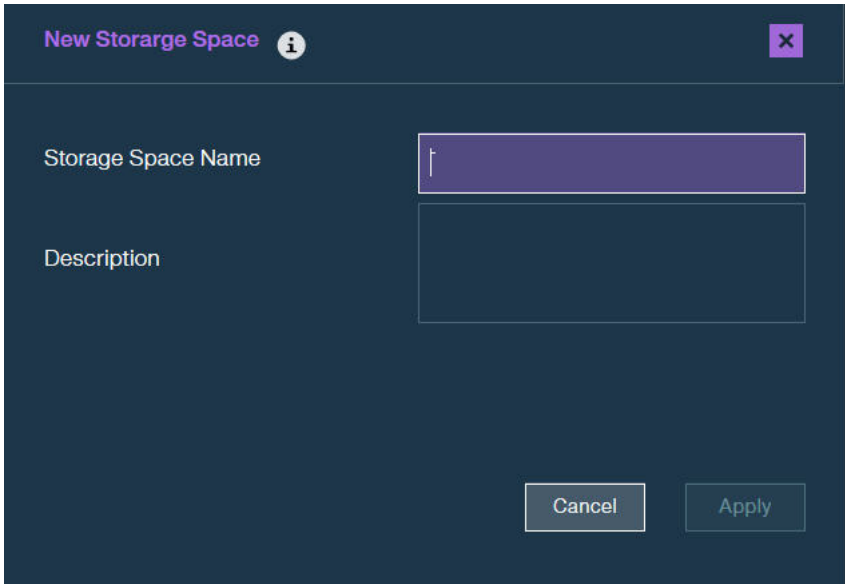 New Storarge Space
Storage Space Name
Description
Cancel
Apply